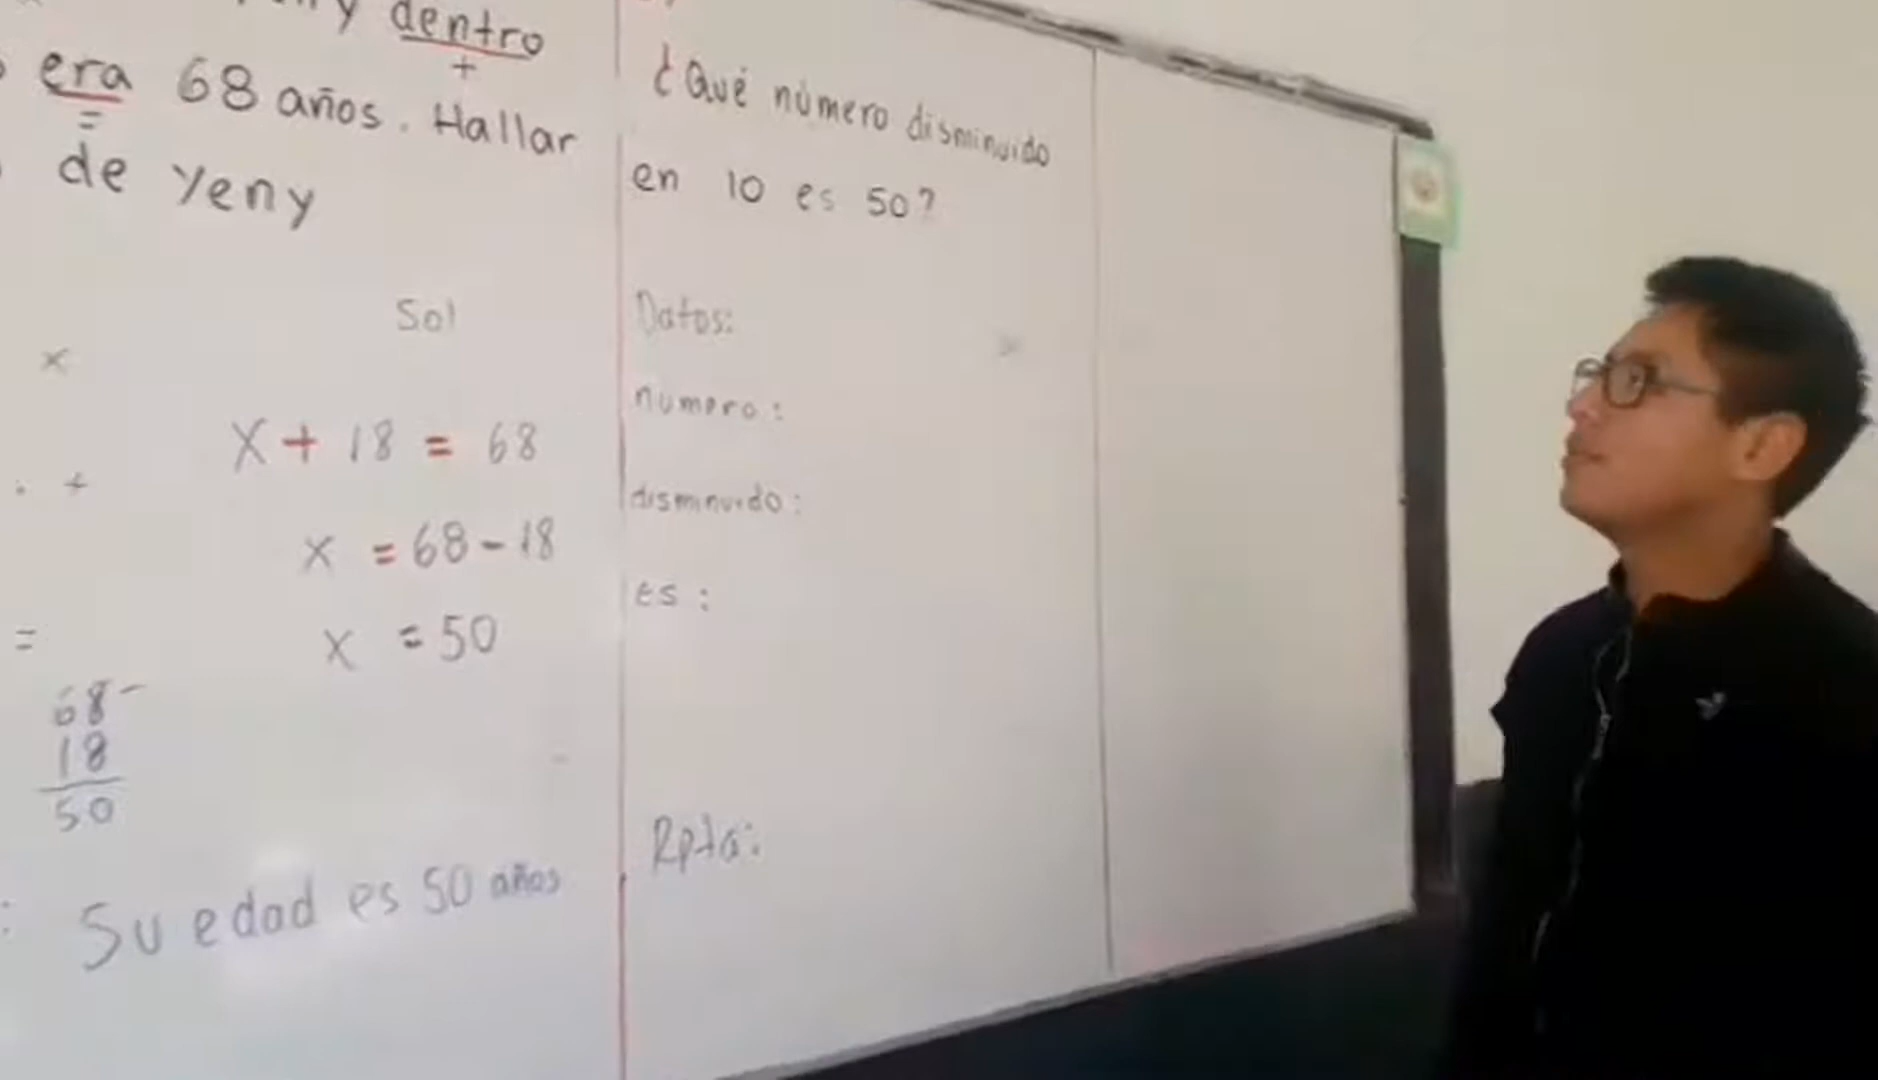 y dentro
+
era 68 años. Hallar
=
de Yeny
Sol
x
X + 18 = 68
. +
x = 68 - 18
=
x = 50
68 -
18
50
: Su edad es 50 años
¿Qué número disminuido
en 10 es 50?
Datos:
numero:
disminuido:
es:
Rpta: